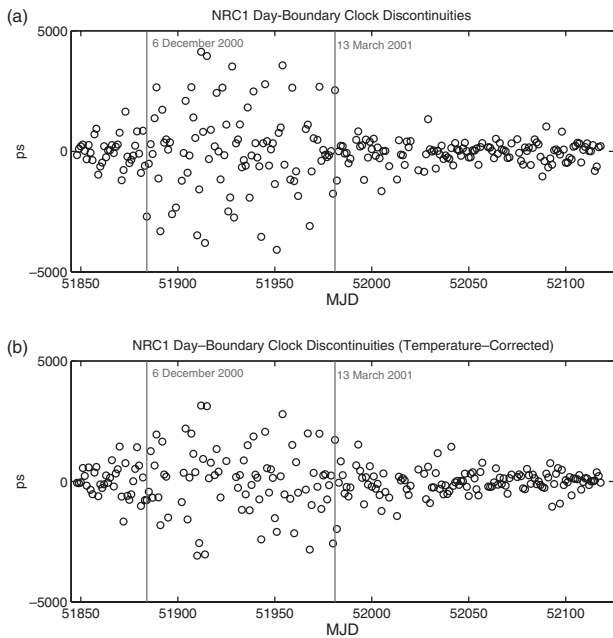 (a)
NRC1 Day-Boundary Clock Discontinuities
5000
6 December 2000
13 March 2001
ps
0
−5000
51850
51900
51950
52000
52050
52100
MJD
(b)
NRC1 Day–Boundary Clock Discontinuities (Temperature–Corrected)
5000
6 December 2000
13 March 2001
ps
0
−5000
51850
51900
51950
52000
52050
52100
MJD